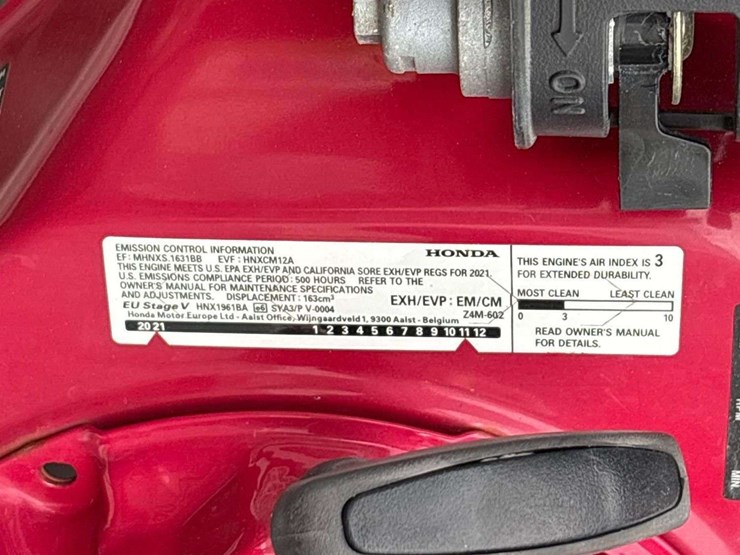 ON
EMISSION CONTROL INFORMATION
HONDA
EF: MHNXS.1631BB EVF: HNXCM12A
THIS ENGINE MEETS U.S. EPA EXH/EVP AND CALIFORNIA SORE EXH/EVP REGS FOR 2021.
U.S. EMISSIONS COMPLIANCE PERIOD: 500 HOURS REFER TO THE
OWNER'S MANUAL FOR MAINTENANCE SPECIFICATIONS
AND ADJUSTMENTS. DISPLACEMENT: 163cm³
EXH/EVP: EM/CM
EU Stage V HNX1961BA e6 SYA3/P V-0004
Z4M-602
Honda Motor Europe Ltd - Aalst Office, Wijngaardveld 1, 9300 Aalst - Belgium
2021 1 2 3 4 5 6 7 8 9 10 11 12
THIS ENGINE'S AIR INDEX IS 3
FOR EXTENDED DURABILITY.
MOST CLEAN LEAST CLEAN
0 3 10
READ OWNER'S MANUAL
FOR DETAILS.
MIN.